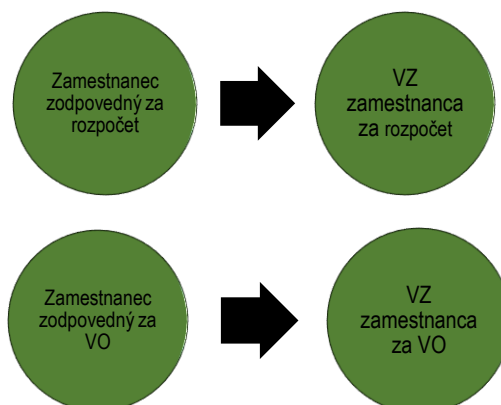 Zamestnanec
zodpovedný za
rozpočet
VZ
zamestnanca
za rozpočet
Zamestnanec
zodpovedný za
VO
VZ
zamestnanca
za VO